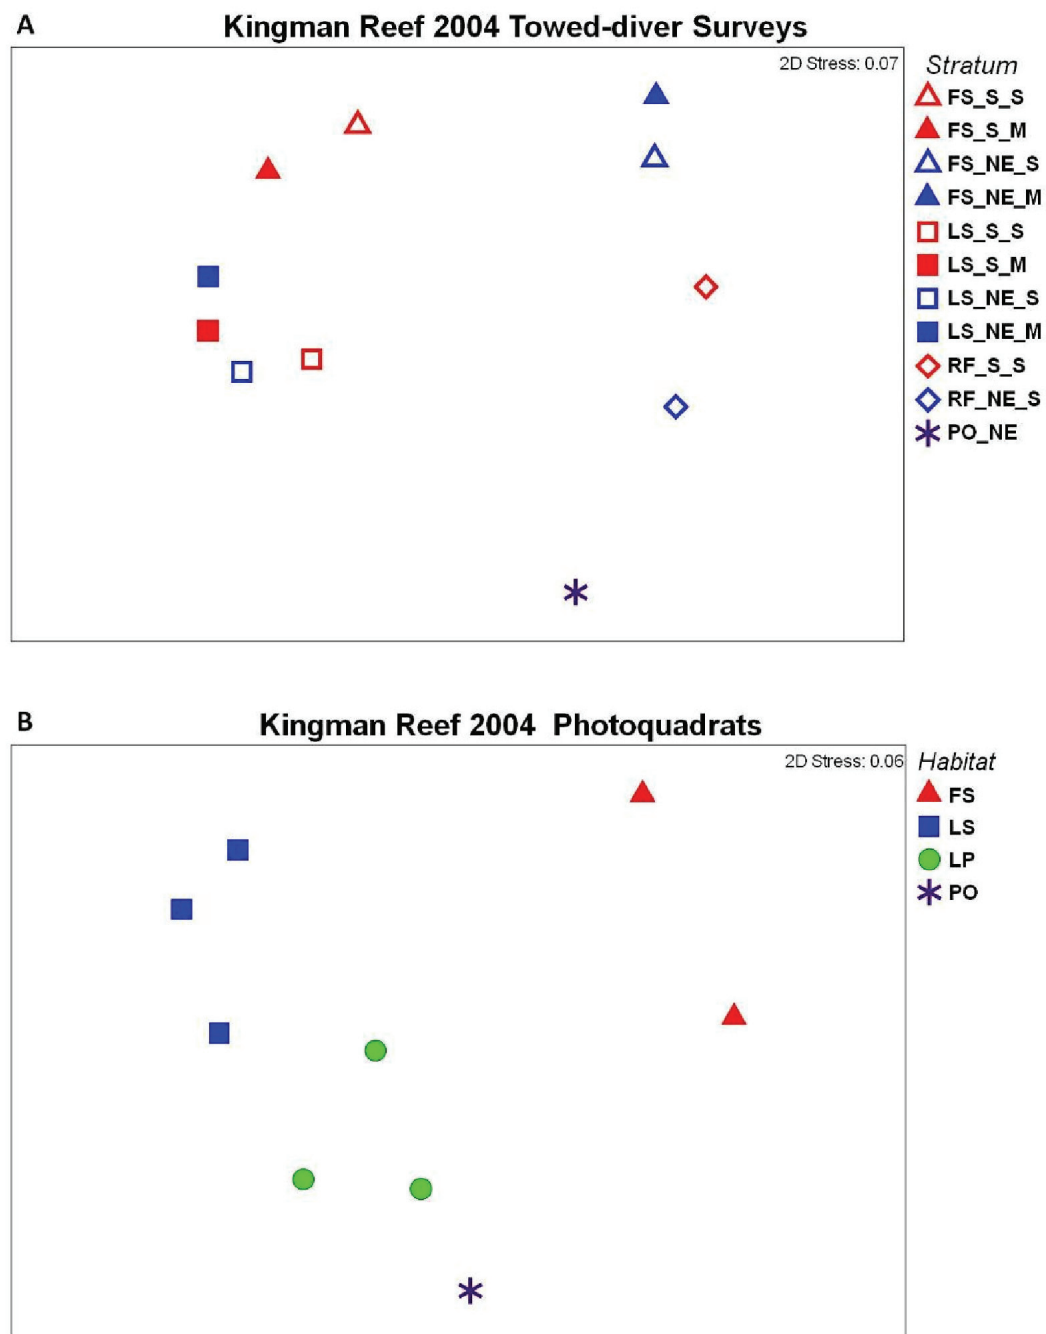 A
Kingman Reef 2004 Towed-diver Surveys
2D Stress: 0.07
Stratum
FS_S_S
FS_S_M
FS_NE_S
FS_NE_M
LS_S_S
LS_S_M
LS_NE_S
LS_NE_M
RF_S_S
RF_NE_S
PO_NE
B
Kingman Reef 2004 Photoquadrats
2D Stress: 0.06
Habitat
FS
LS
LP
PO